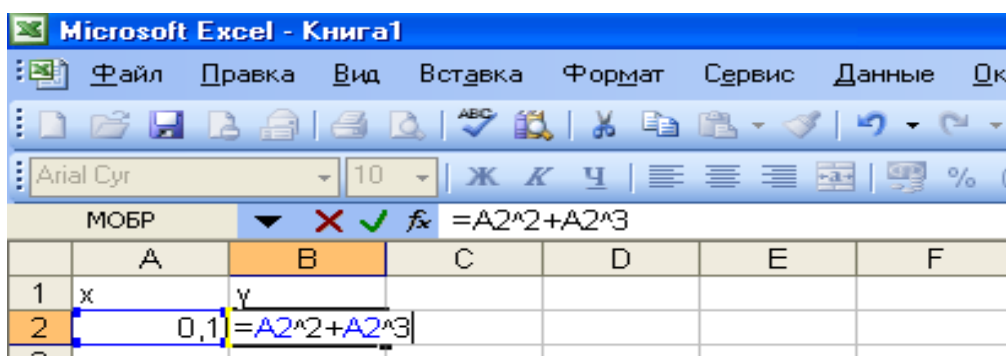 Microsoft Excel - Книга1
Файл Правка Вид Вставка Формат Сервис Данные Ок
ABC
Arial Cyr 10 Ж К Ч %
МОБР fx =A2^2+A2^3
A B C D E F
1 x y
2 0,1 =A2^2+A2^3